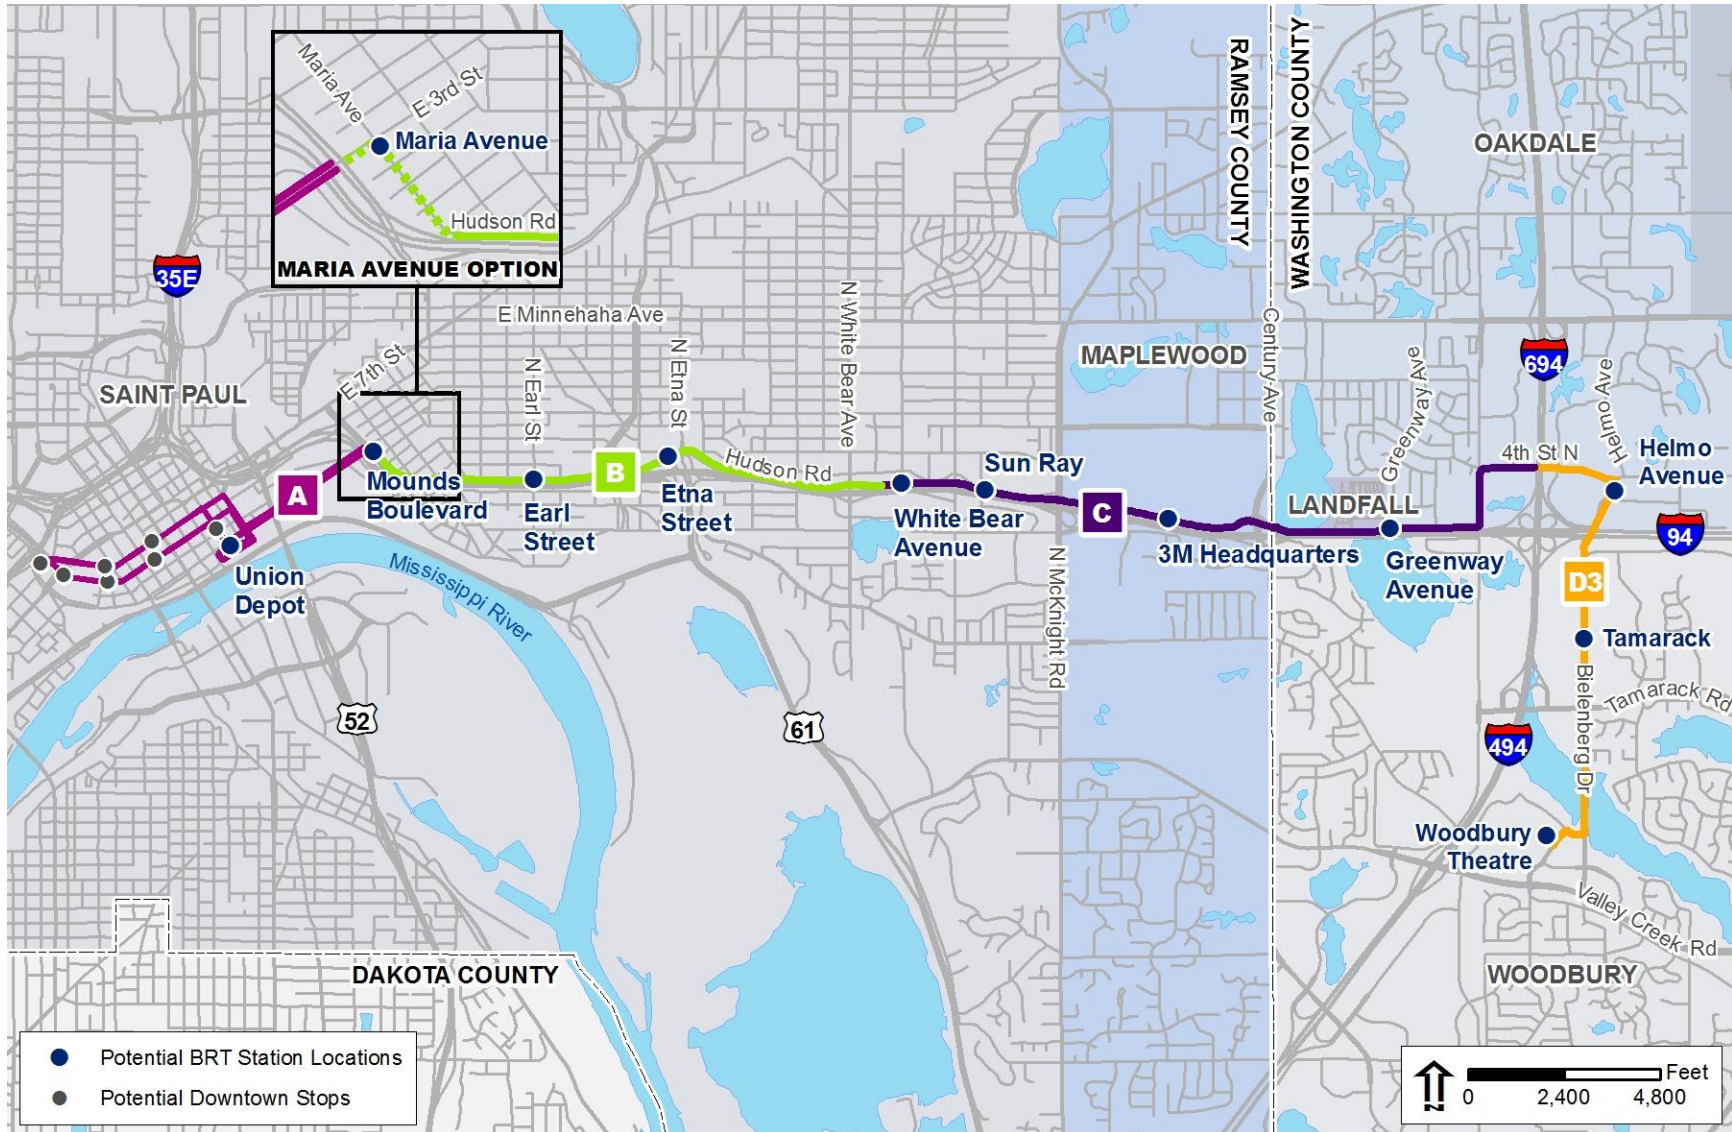 Maria Ave
E 3rd St
Maria Avenue
Hudson Rd
MARIA AVENUE OPTION
35E
SAINT PAUL
E 7th St
E Minnehaha Ave
N Earl St
N Etna St
N White Bear Ave
RAMSEY COUNTY
WASHINGTON COUNTY
OAKDALE
MAPLEWOOD
Century Ave
Greenway Ave
694
Helmo Ave
4th St N
Helmo
Avenue
A
Mounds
Boulevard
B
Earl
Street
Etna
Street
Hudson Rd
White Bear
Avenue
Sun Ray
C
3M Headquarters
LANDFALL
Greenway
Avenue
94
D3
Union
Depot
Mississippi River
N McKnight Rd
Tamarack
Bielenberg Dr
Tamarack Rd
52
61
494
Woodbury
Theatre
Valley Creek Rd
WOODBURY
DAKOTA COUNTY
Potential BRT Station Locations
Potential Downtown Stops
N
Feet
0 2,400 4,800